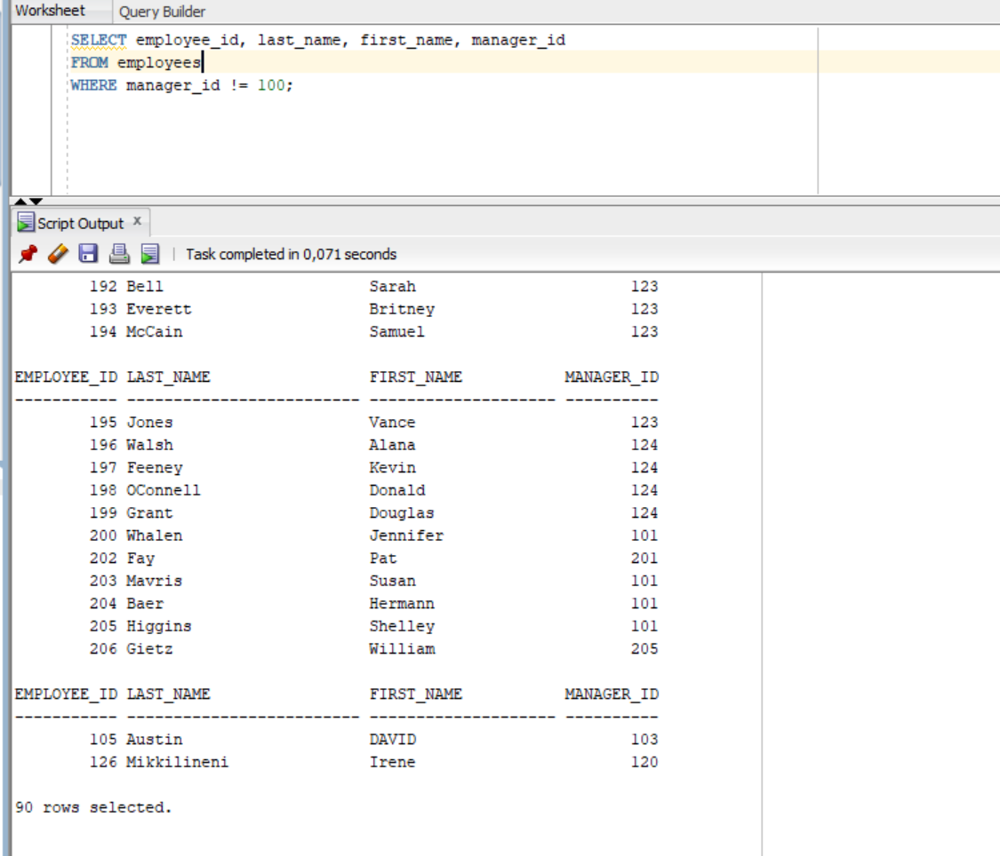 Worksheet Query Builder
SELECT employee_id, last_name, first_name, manager_id
FROM employees
WHERE manager_id != 100;
Script Output x
Task completed in 0,071 seconds
192 Bell Sarah 123
193 Everett Britney 123
194 McCain Samuel 123
EMPLOYEE_ID LAST_NAME FIRST_NAME MANAGER_ID
----------- ------------------------- -------------------- ----------
195 Jones Vance 123
196 Walsh Alana 124
197 Feeney Kevin 124
198 OConnell Donald 124
199 Grant Douglas 124
200 Whalen Jennifer 101
202 Fay Pat 201
203 Mavris Susan 101
204 Baer Hermann 101
205 Higgins Shelley 101
206 Gietz William 205
EMPLOYEE_ID LAST_NAME FIRST_NAME MANAGER_ID
----------- ------------------------- -------------------- ----------
105 Austin DAVID 103
126 Mikkilineni Irene 120
90 rows selected.